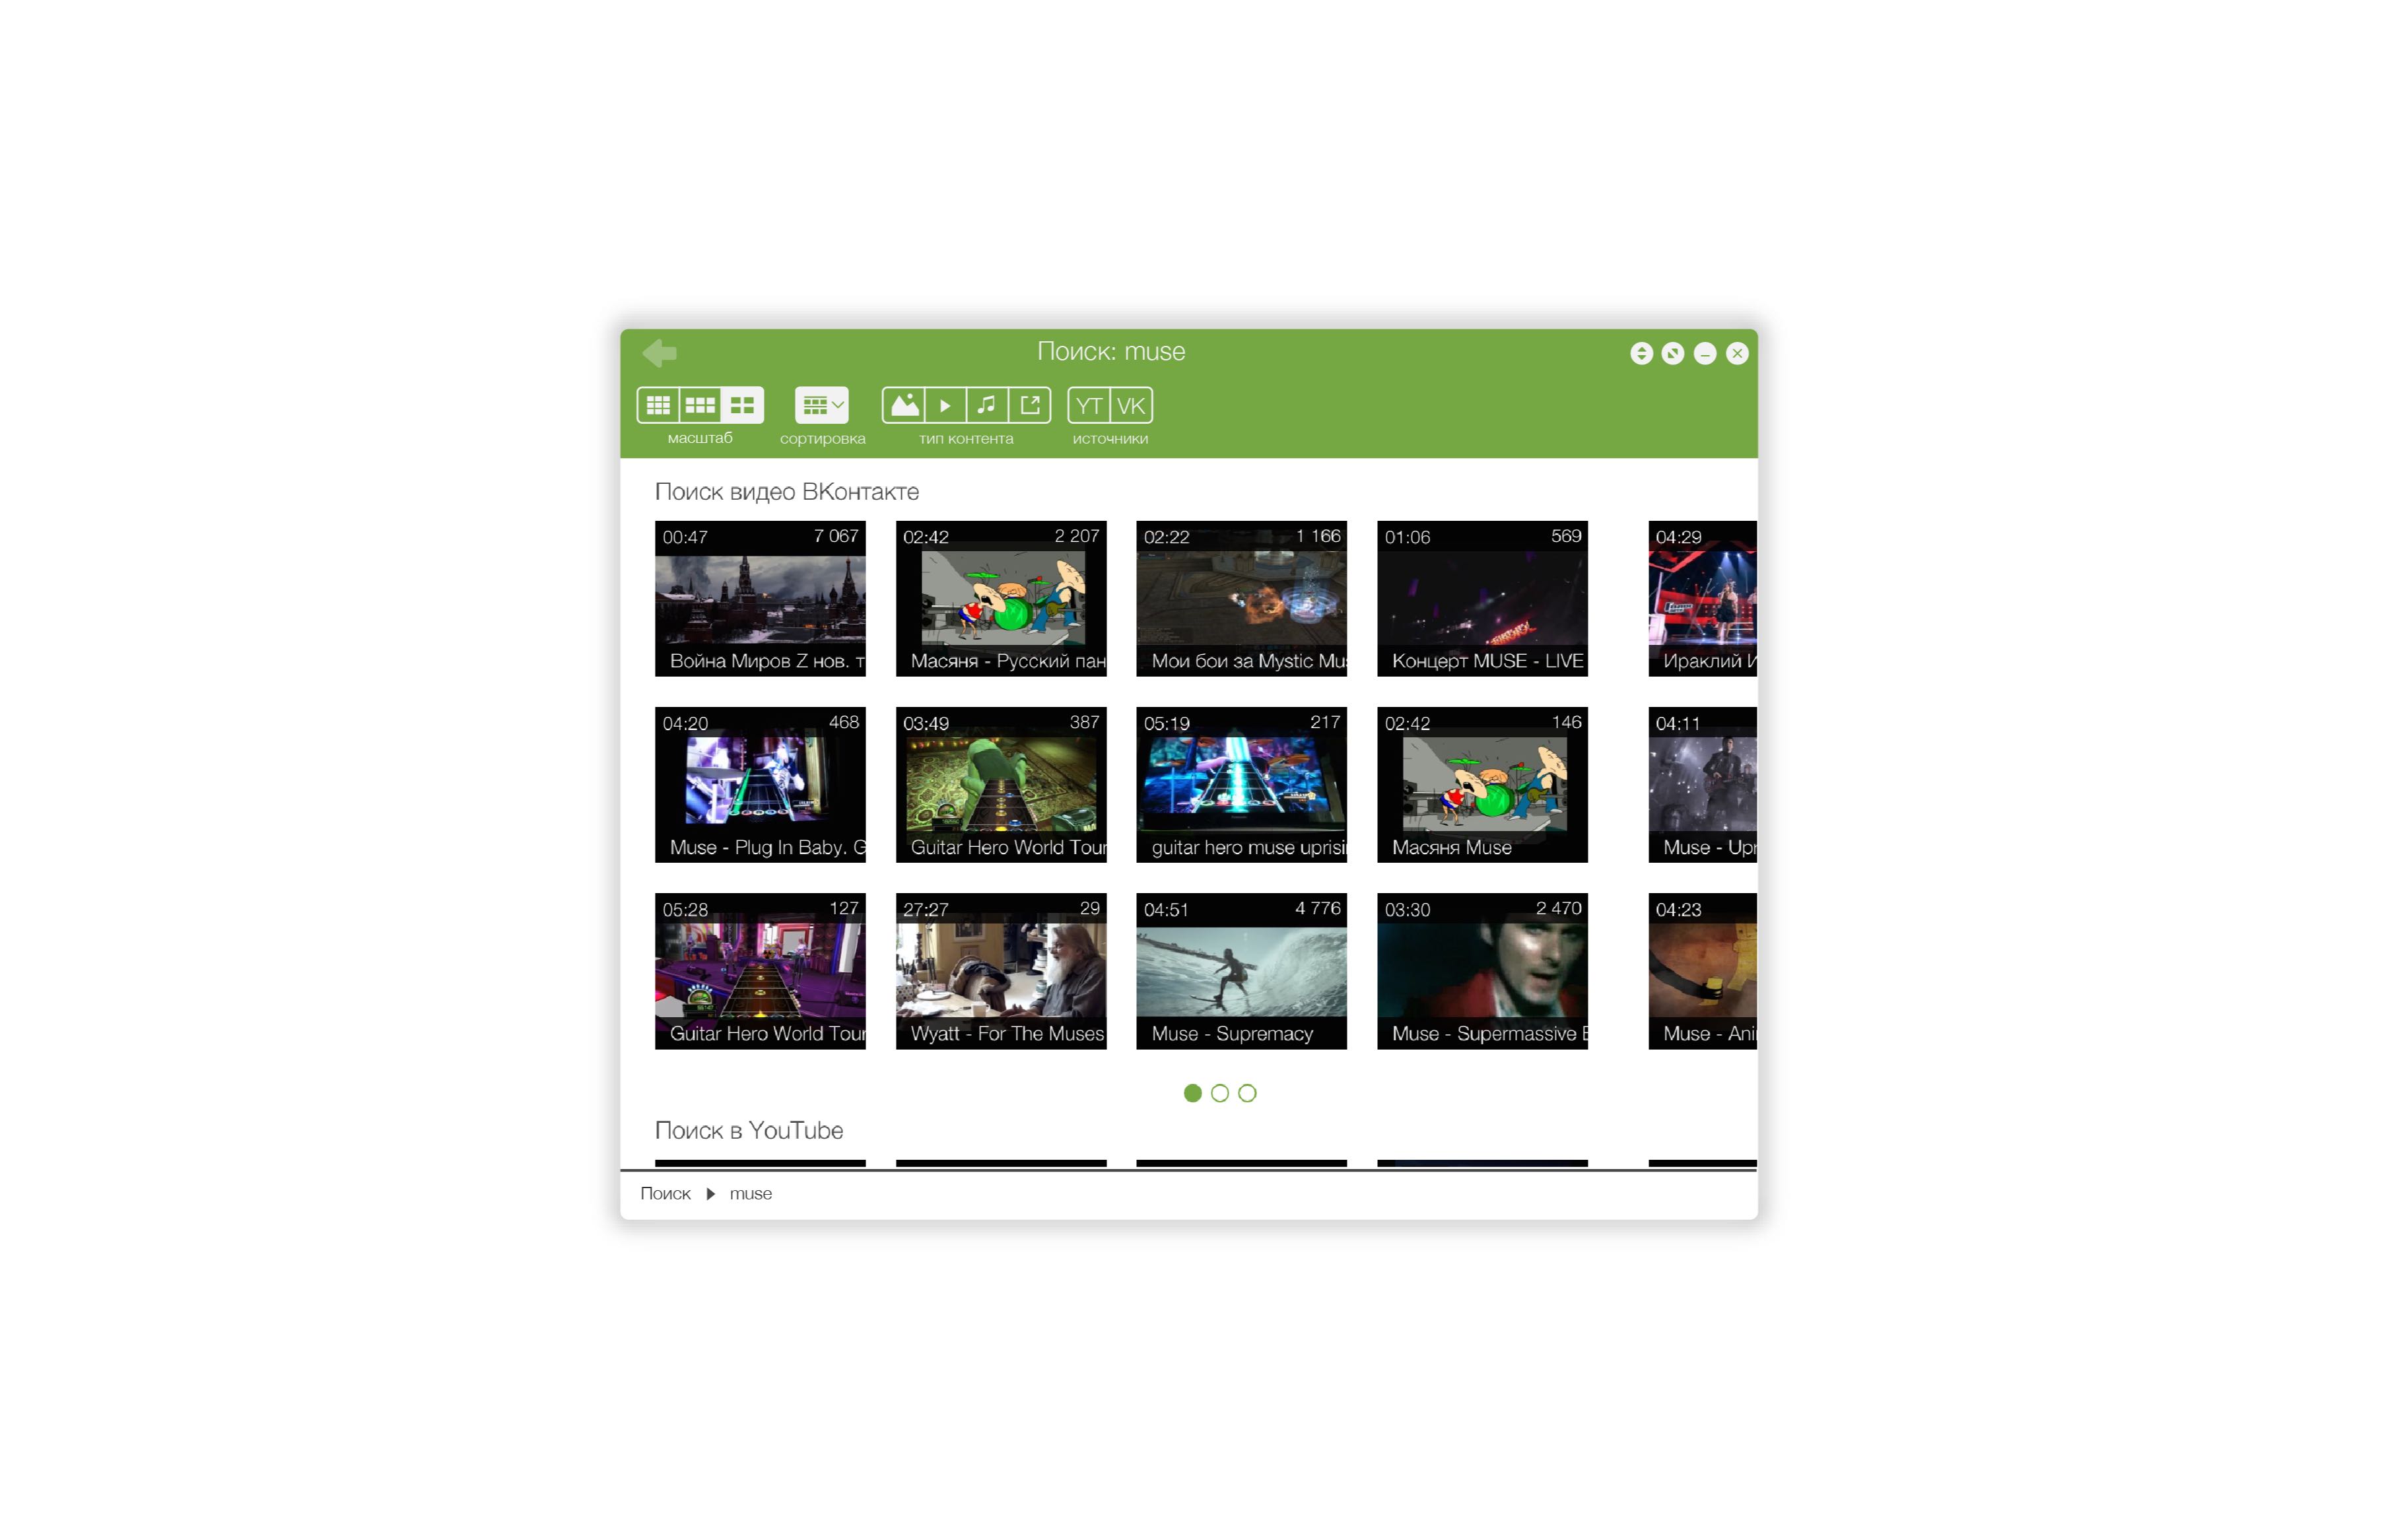 Поиск: muse
YT VK
масштаб сортировка тип контента источники
Поиск видео ВКонтакте
00:47 7 067 02:42 2 207 02:22 1 166 01:06 569 04:29
Война Миров Z нов. т Масяня - Русский пан Мои бои за Mystic Mus Концерт MUSE - LIVE Ираклий И
04:20 468 03:49 387 05:19 217 02:42 146 04:11
Muse - Plug In Baby. G Guitar Hero World Tour guitar hero muse uprisi Масяня Muse Muse - Upr
05:28 127 27:27 29 04:51 4 776 03:30 2 470 04:23
Guitar Hero World Tour Wyatt - For The Muses Muse - Supremacy Muse - Supermassive B Muse - Ani
Поиск в YouTube
Поиск muse